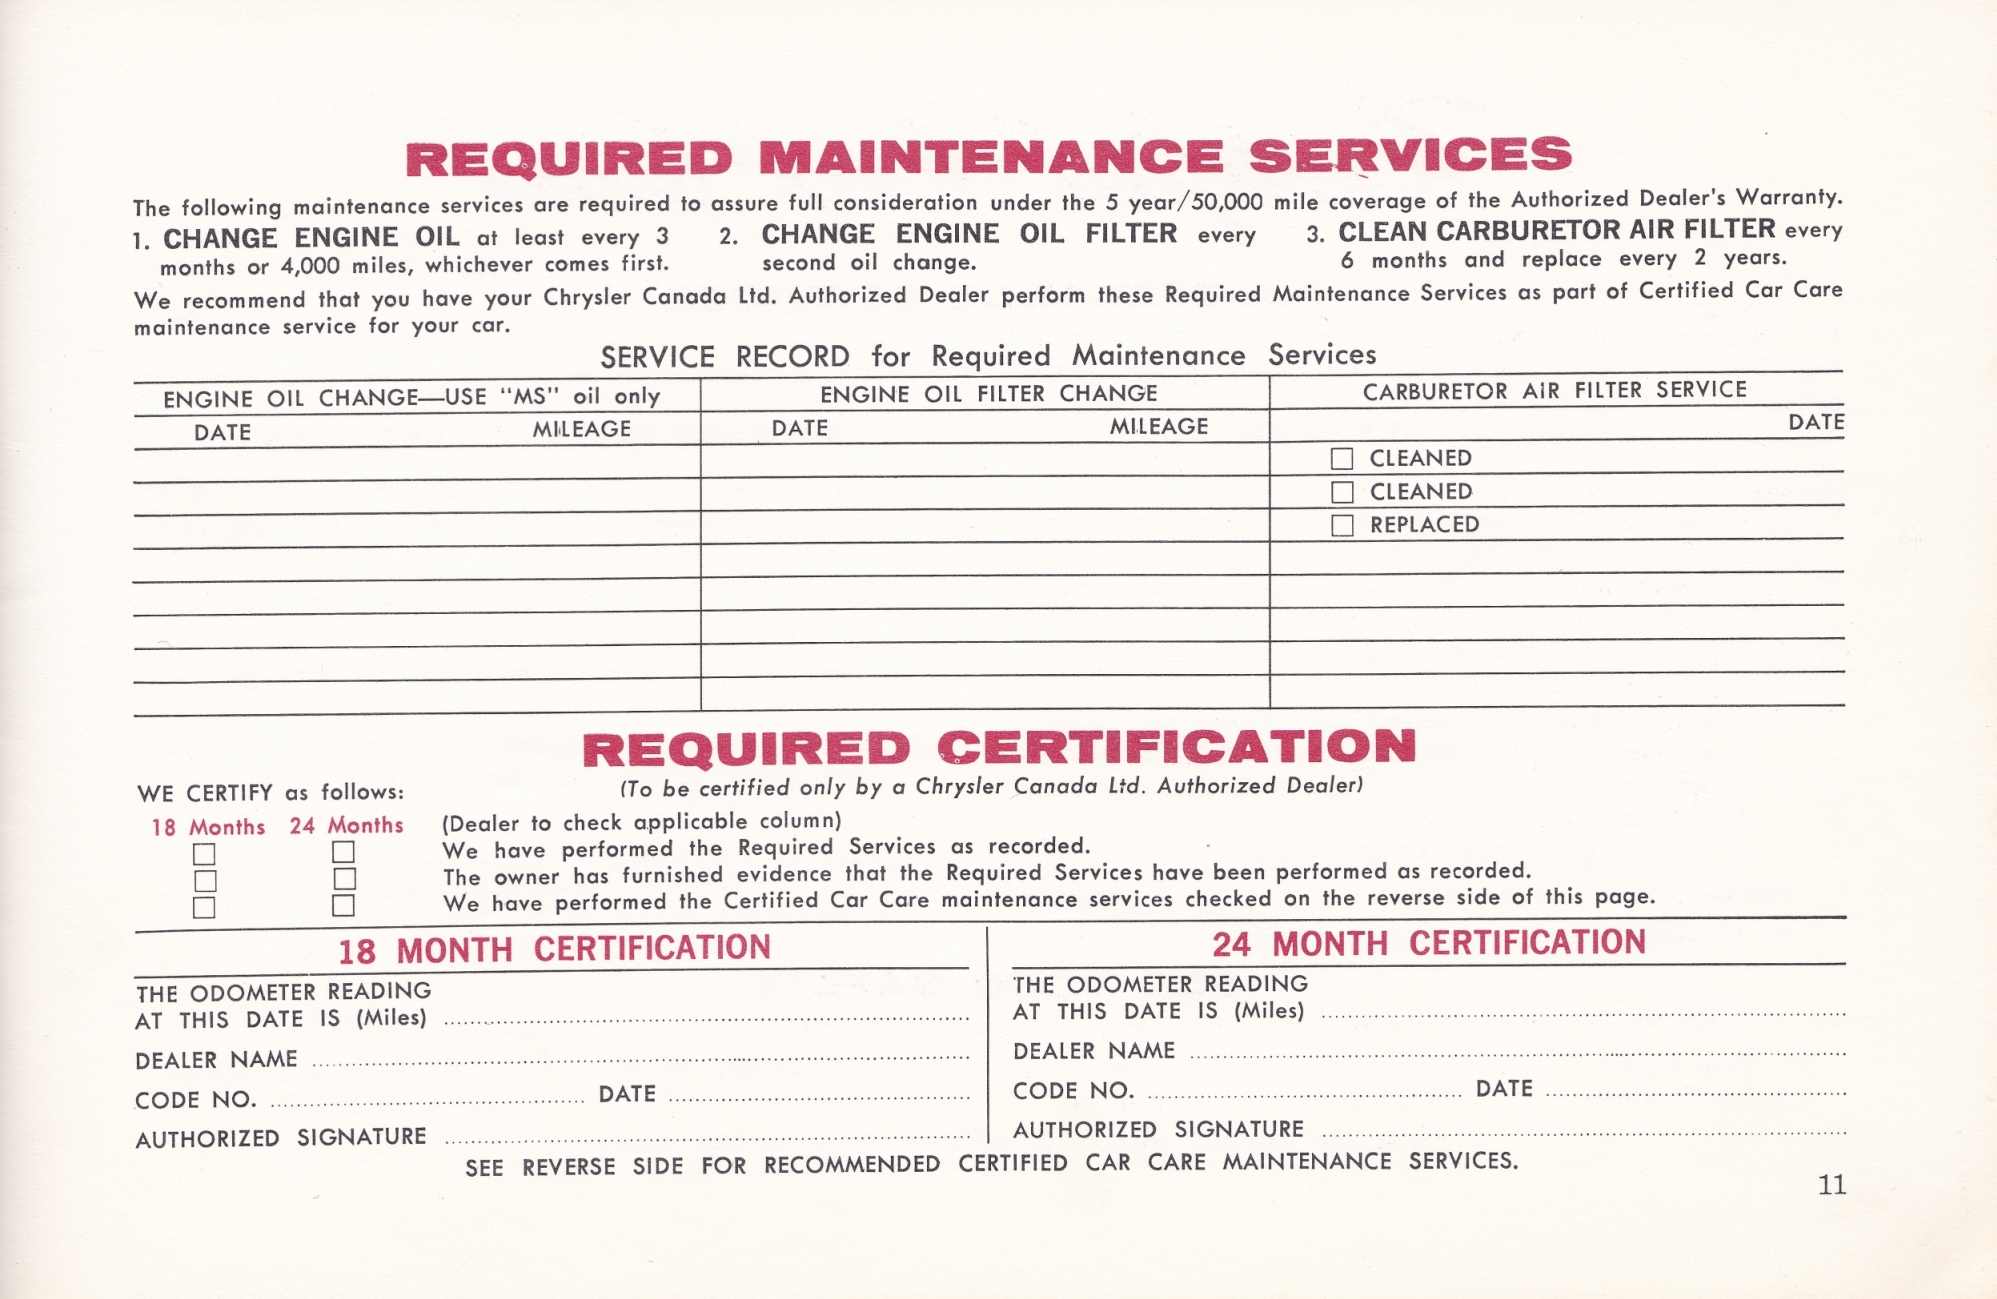 REQUIRED MAINTENANCE SERVICES
The following maintenance services are required to assure full consideration under the 5 year/50,000 mile coverage of the Authorized Dealer's Warranty.
1. CHANGE ENGINE OIL at least every 3
months or 4,000 miles, whichever comes first.
2. CHANGE ENGINE OIL FILTER every
second oil change.
3. CLEAN CARBURETOR AIR FILTER every
6 months and replace every 2 years.
We recommend that you have your Chrysler Canada Ltd. Authorized Dealer perform these Required Maintenance Services as part of Certified Car Care
maintenance service for your car.
SERVICE RECORD for Required Maintenance Services
ENGINE OIL CHANGE—USE "MS" oil only
ENGINE OIL FILTER CHANGE
CARBURETOR AIR FILTER SERVICE
DATE MILEAGE
DATE MILEAGE
DATE
CLEANED
CLEANED
REPLACED
REQUIRED CERTIFICATION
(To be certified only by a Chrysler Canada Ltd. Authorized Dealer)
WE CERTIFY as follows:
18 Months 24 Months (Dealer to check applicable column)
We have performed the Required Services as recorded.
The owner has furnished evidence that the Required Services have been performed as recorded.
We have performed the Certified Car Care maintenance services checked on the reverse side of this page.
18 MONTH CERTIFICATION
THE ODOMETER READING
AT THIS DATE IS (Miles)
DEALER NAME
CODE NO. DATE
AUTHORIZED SIGNATURE
24 MONTH CERTIFICATION
THE ODOMETER READING
AT THIS DATE IS (Miles)
DEALER NAME
CODE NO. DATE
AUTHORIZED SIGNATURE
SEE REVERSE SIDE FOR RECOMMENDED CERTIFIED CAR CARE MAINTENANCE SERVICES.
11